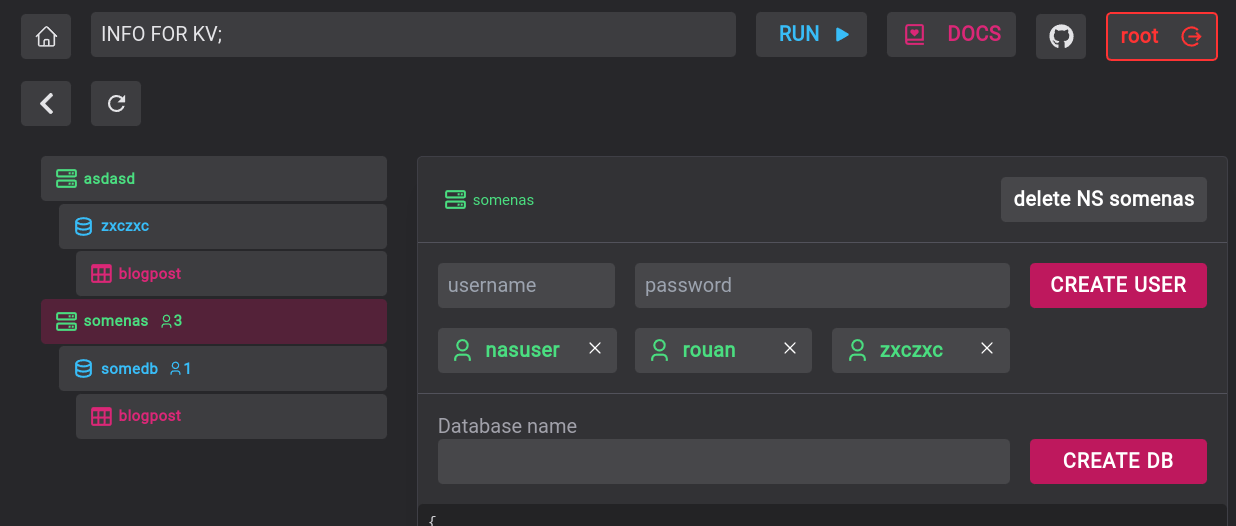 INFO FOR KV;
RUN
DOCS
root
asdasd
zxczxc
blogpost
somenas 3
somedb 1
blogpost
somenas
delete NS somenas
username
password
CREATE USER
nasuser
rouan
zxczxc
Database name
CREATE DB
{